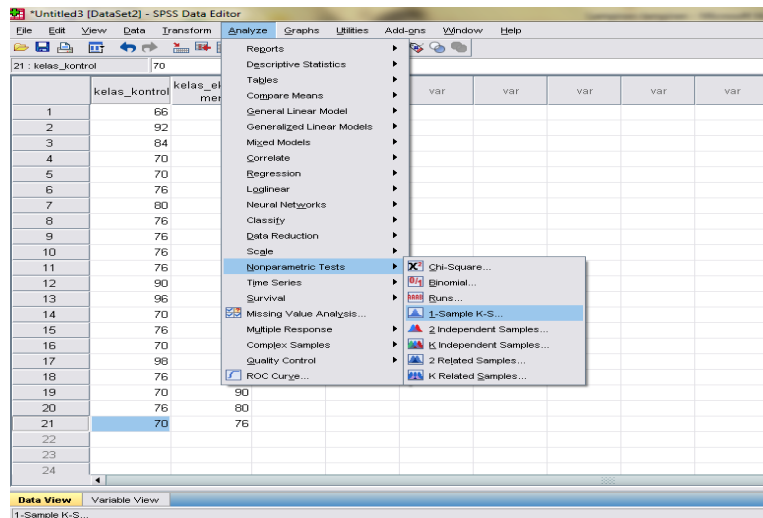 *Untitled3 [DataSet2] - SPSS Data Editor
File Edit View Data Transform Analyze Graphs Utilities Add-ons Window Help
21 : kelas_kontrol 70
kelas_kontrol kelas_ek var var var var var
mer
1 66
2 92
3 84
4 70
5 70
6 76
7 80
8 76
9 76
10 76
11 76
12 90
13 96
14 70
15 76
16 70
17 98
18 76
19 70 90
20 76 80
21 70 76
22
23
24
Reports
Descriptive Statistics
Tables
Compare Means
General Linear Model
Generalized Linear Models
Mixed Models
Correlate
Regression
Loglinear
Neural Networks
Classify
Data Reduction
Scale
Nonparametric Tests
Time Series
Survival
Missing Value Analysis...
Multiple Response
Complex Samples
Quality Control
ROC Curve...
Chi-Square...
Binomial...
Runs...
1-Sample K-S...
2 Independent Samples...
K Independent Samples...
2 Related Samples...
K Related Samples...
Data View Variable View
1-Sample K-S...